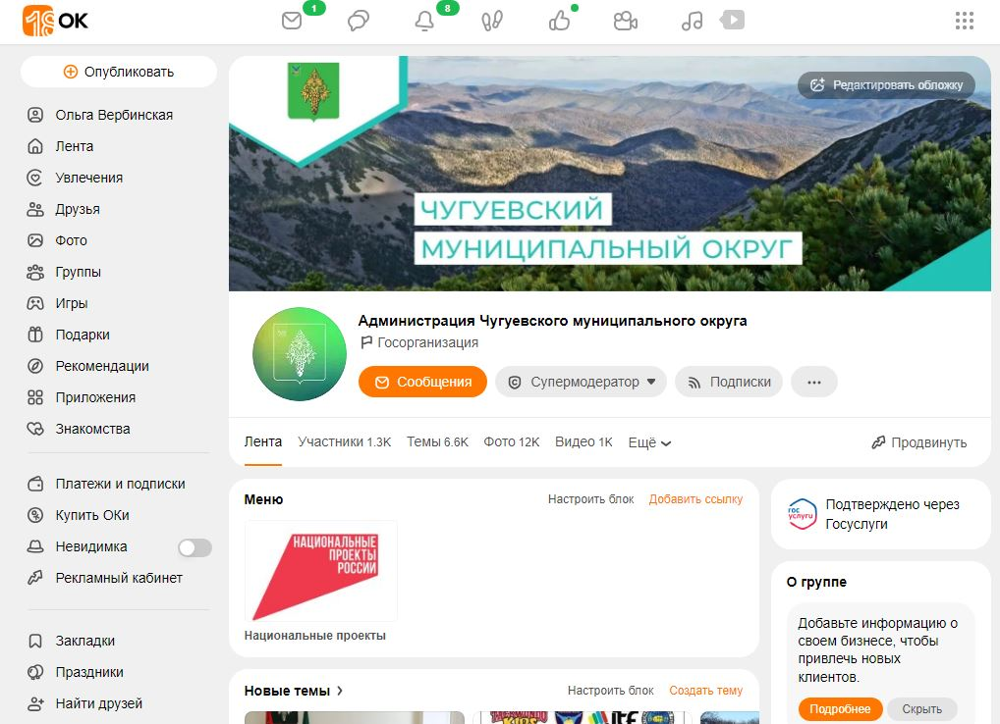 18 OK
1
8
Опубликовать
Ольга Вербинская
Лента
Увлечения
Друзья
Фото
Группы
Игры
Подарки
Рекомендации
Приложения
Знакомства
Платежи и подписки
Купить ОКи
Невидимка
Рекламный кабинет
Закладки
Праздники
Найти друзей
Редактировать обложку
ЧУГУЕВСКИЙ
МУНИЦИПАЛЬНЫЙ ОКРУГ
Администрация Чугуевского муниципального округа
Госорганизация
Сообщения
Супермодератор
Подписки
Лента Участники 1.3K Темы 6.6K Фото 12K Видео 1K Ещё
Продвинуть
Меню
Настроить блок
Добавить ссылку
НАЦИОНАЛЬНЫЕ
ПРОЕКТЫ
РОССИИ
Национальные проекты
Новые темы
Настроить блок
Создать тему
гос
услуги
Подтверждено через
Госуслуги
О группе
Добавьте информацию о
своем бизнесе, чтобы
привлечь новых
клиентов.
Подробнее
Скрыть